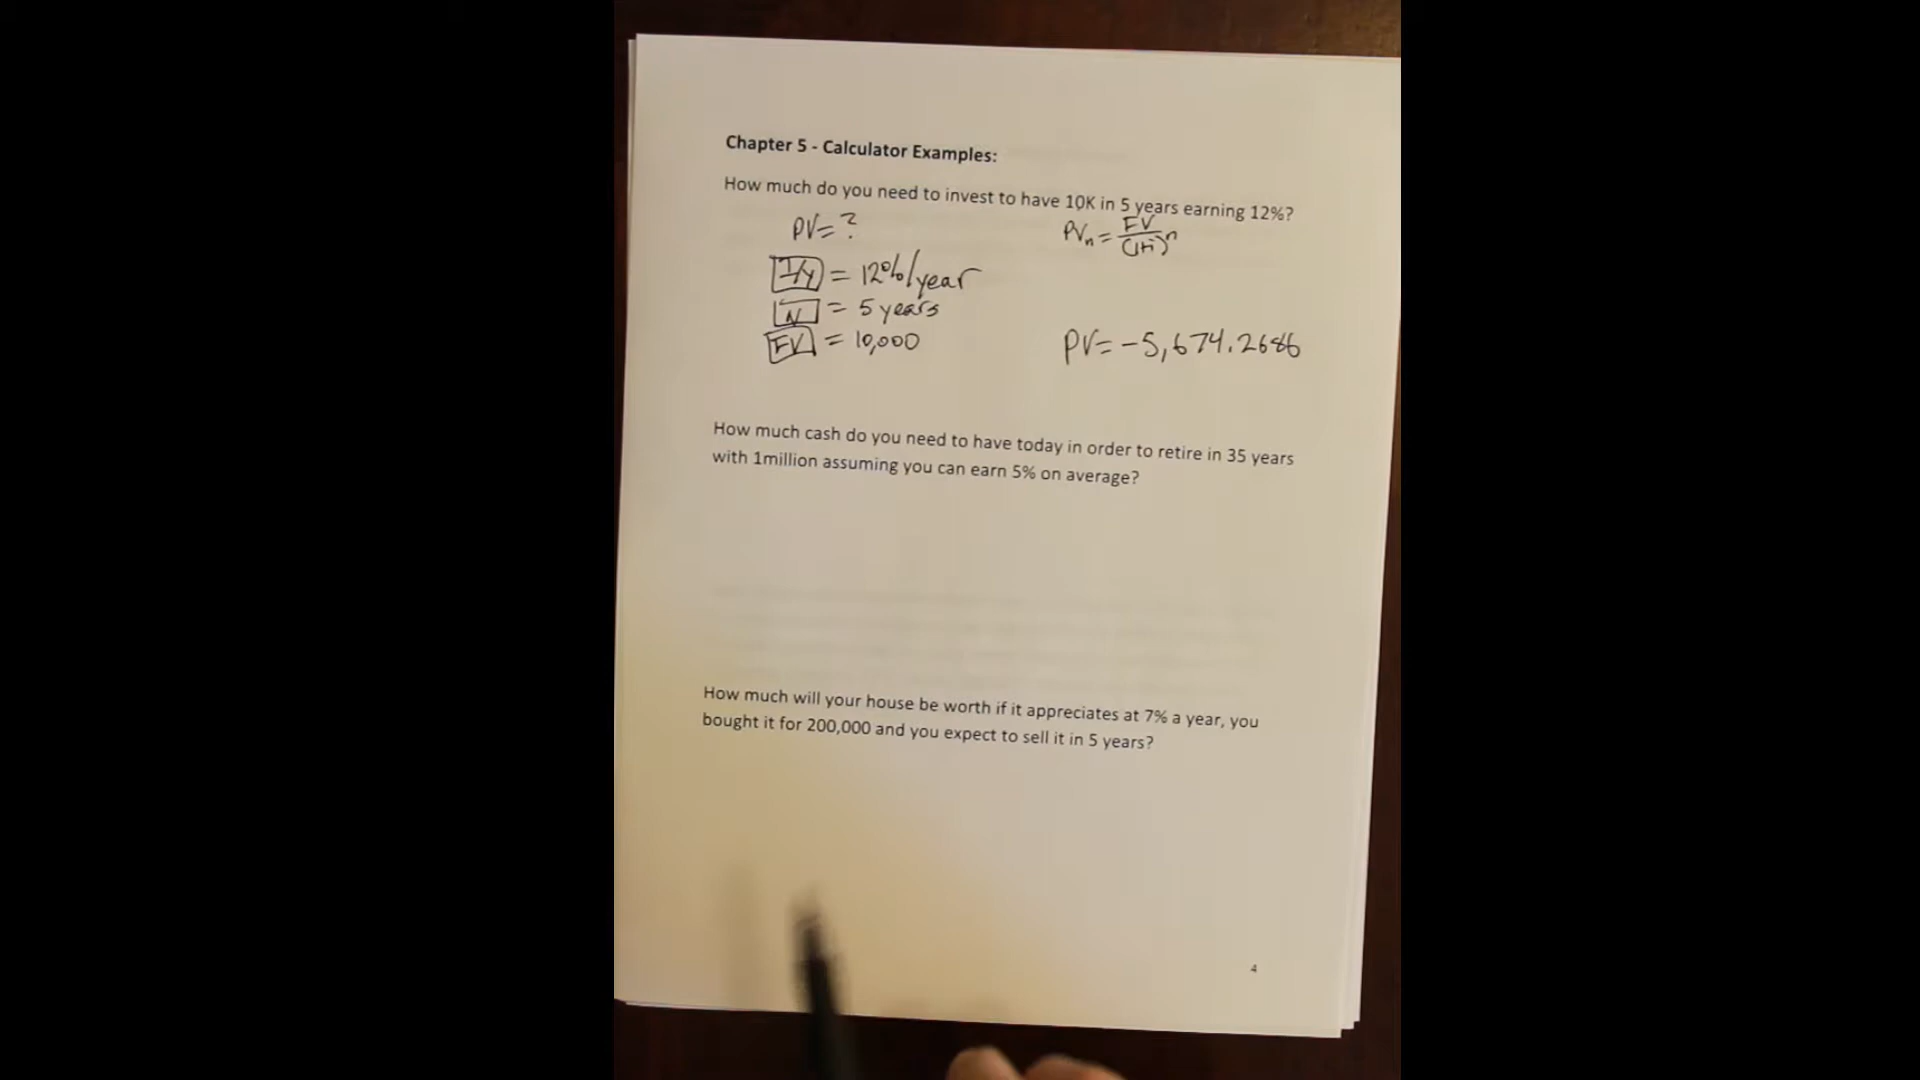 Chapter 5 - Calculator Examples:
How much do you need to invest to have 10K in 5 years earning 12%?
PV = ?
PVn = FV/(1+i)^n
I/Y = 12%/year
N = 5 years
FV = 10,000
PV = -5,674.2686
How much cash do you need to have today in order to retire in 35 years
with 1million assuming you can earn 5% on average?
How much will your house be worth if it appreciates at 7% a year, you
bought it for 200,000 and you expect to sell it in 5 years?
4